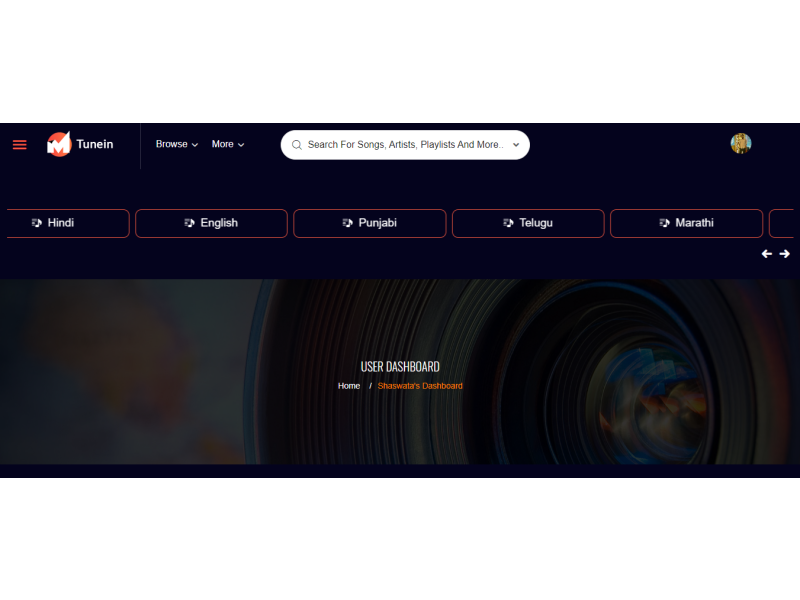 Tunein
Browse
More
Search For Songs, Artists, Playlists And More..
Hindi
English
Punjabi
Telugu
Marathi
USER DASHBOARD
Home / Shaswata's Dashboard